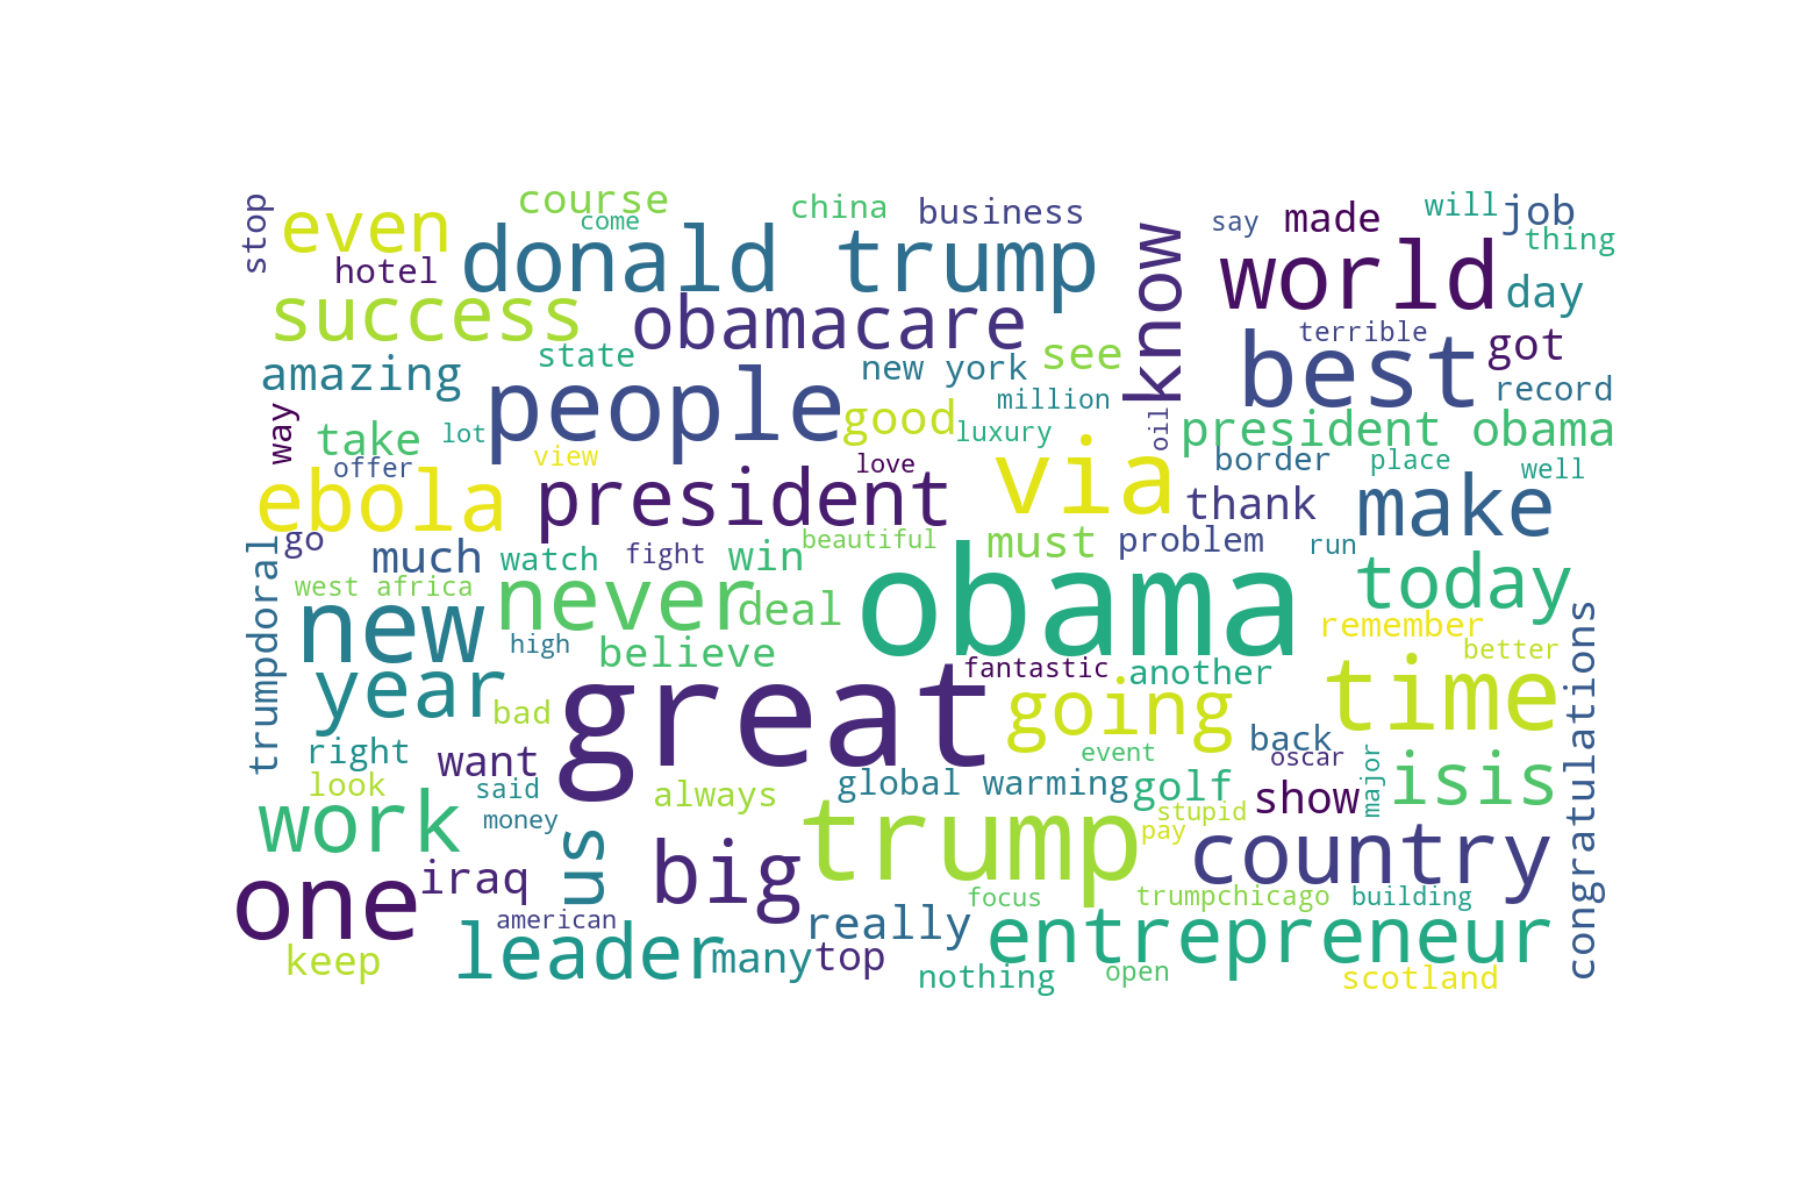 stop
even
course
come
china
business
say
made
will
job
thing
hotel
donald trump
know
world
day
success
obamacare
terrible
got
amazing
state
new york
see
best
record
people
million
way
take
lot
good
luxury
oil
president obama
offer
view
love
border
place
well
ebola
president
via
thank
make
go
much
watch
fight
win
beautiful
must
problem
run
trumpdoral
west africa
never
deal
obama
today
new
high
believe
remember
better
congratulations
year
bad
great
fantastic
another
going
time
right
want
event
back
oscar
look
said
always
global warming
golf
show
major
isis
work
money
us
big
trump
stupid
pay
country
one
iraq
american
focus
trumpchicago
building
keep
leader
many
top
really
entrepreneur
nothing
open
scotland